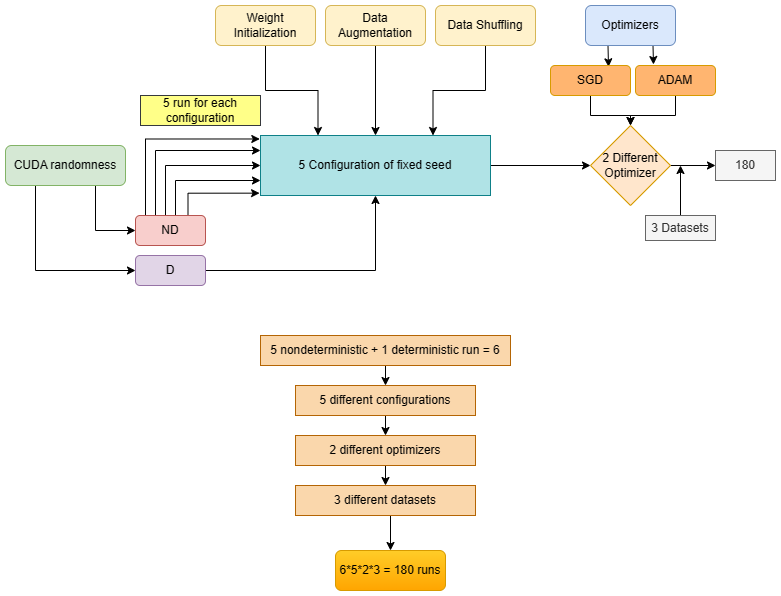 Weight
Initialization
Data
Augmentation
Data Shuffling
Optimizers
SGD
ADAM
5 run for each
configuration
CUDA randomness
5 Configuration of fixed seed
2 Different
Optimizer
180
ND
3 Datasets
D
5 nondeterministic + 1 deterministic run = 6
5 different configurations
2 different optimizers
3 different datasets
6*5*2*3 = 180 runs